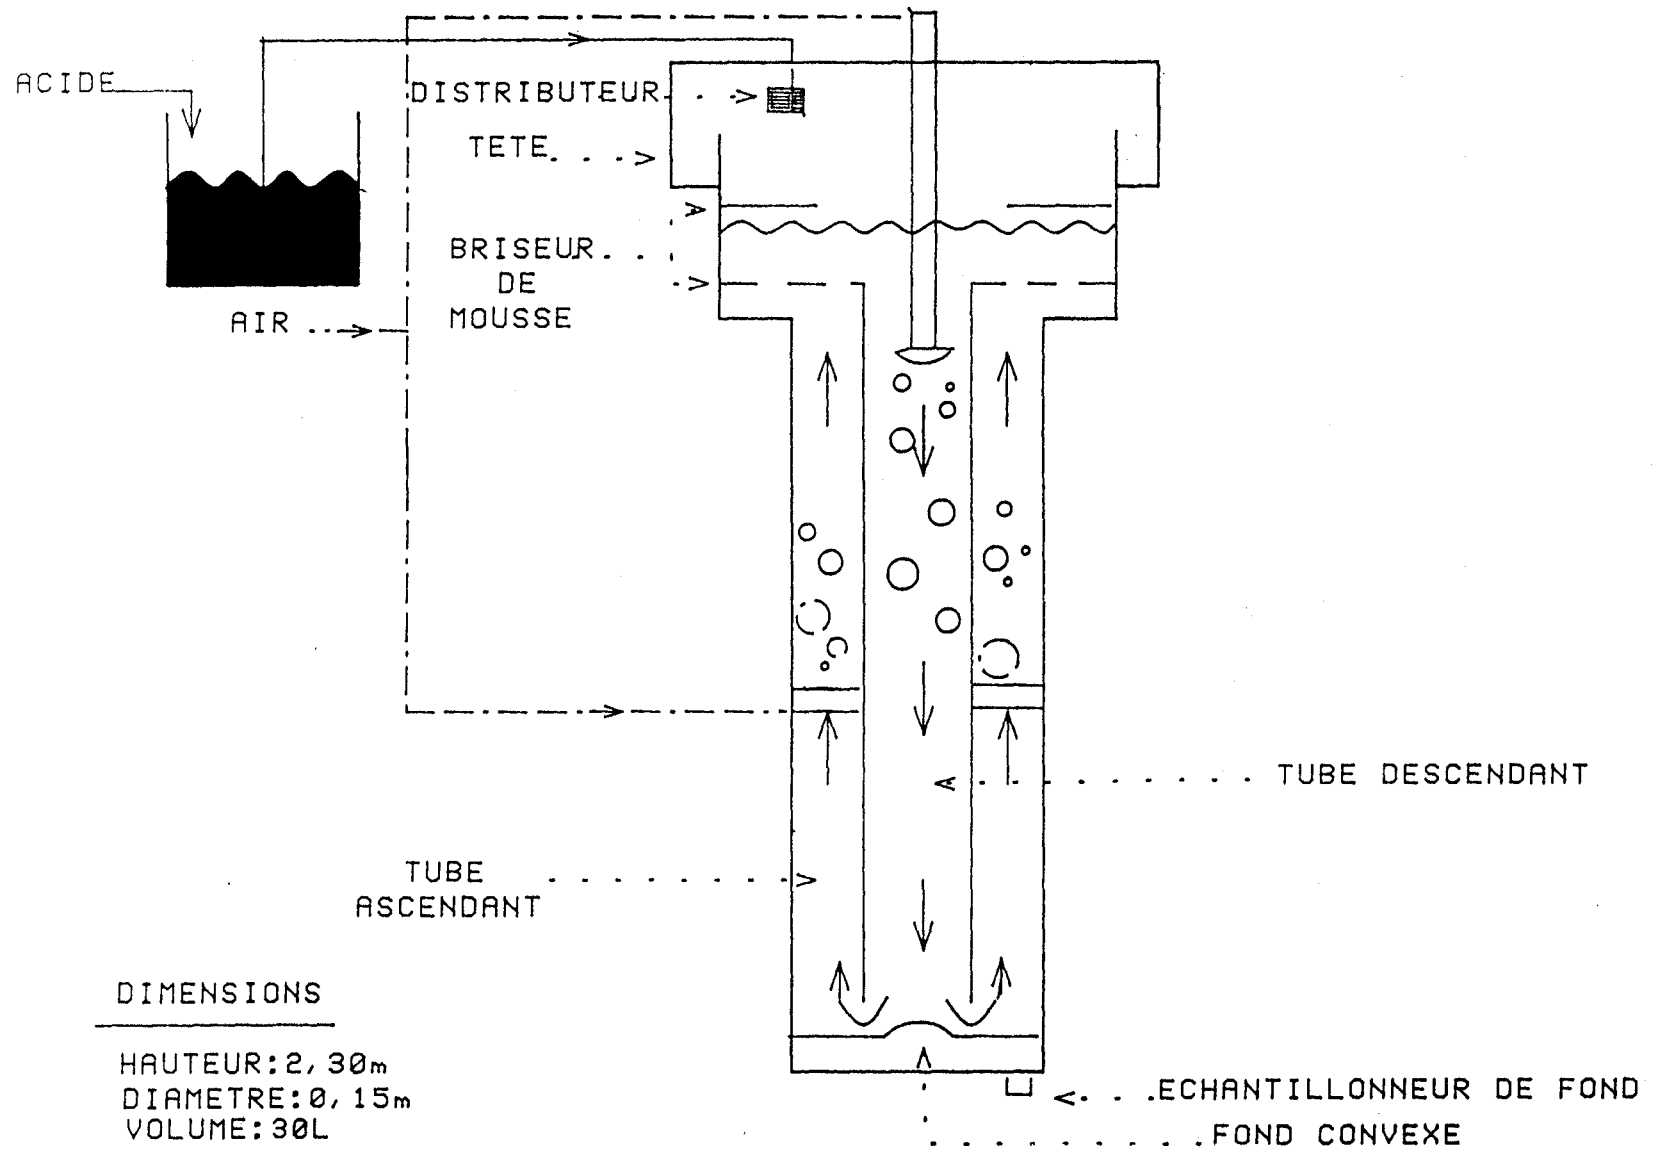 ACIDE
DISTRIBUTEUR
TETE
BRISEUR
DE
MOUSSE
AIR
TUBE DESCENDANT
TUBE
ASCENDANT
DIMENSIONS
HAUTEUR:2,30m
DIAMETRE:0,15m
VOLUME:30L
ECHANTILLONNEUR DE FOND
FOND CONVEXE